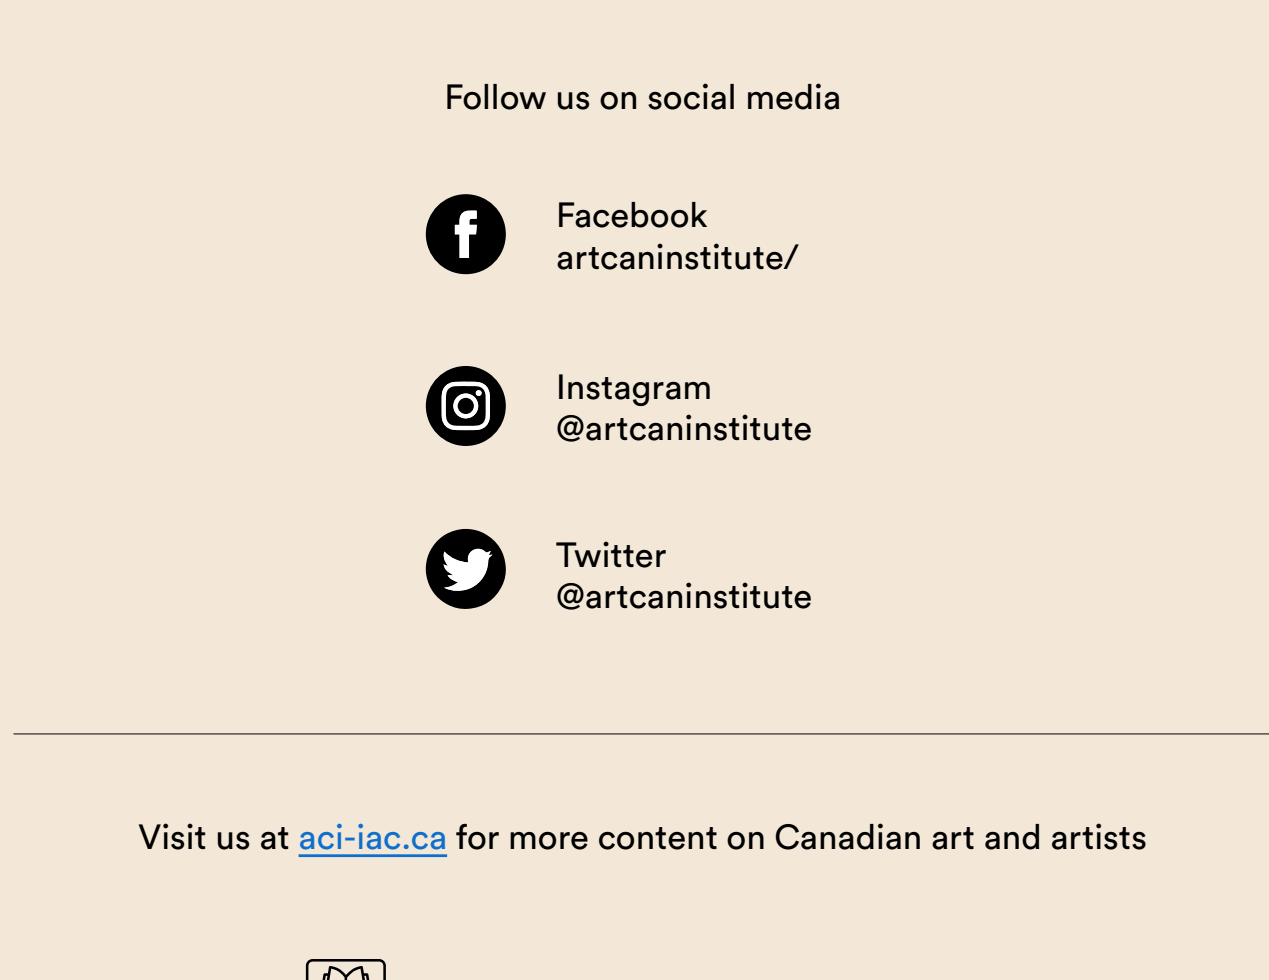 Follow us on social media
Facebook
artcaninstitute/
Instagram
@artcaninstitute
Twitter
@artcaninstitute
Visit us at aci-iac.ca for more content on Canadian art and artists